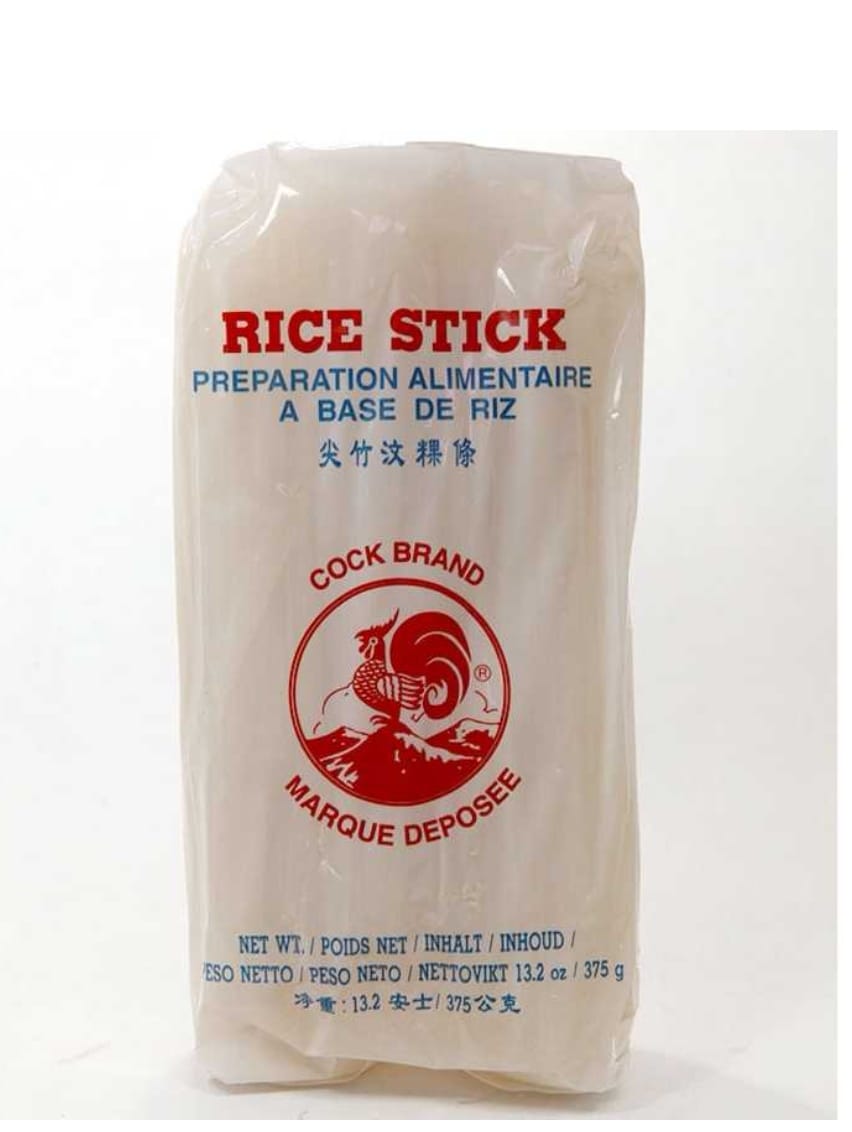 RICE STICK
PREPARATION ALIMENTAIRE
A BASE DE RIZ
尖竹汶粿條
COCK BRAND
®
MARQUE DEPOSEE
NET WT. / POIDS NET / INHALT / INHOUD /
PESO NETTO / PESO NETO / NETTOVIKT 13.2 oz / 375 g
净重:13.2 安士/ 375公克